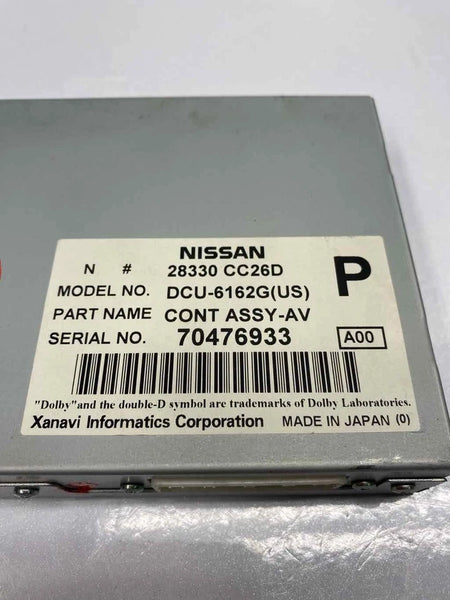 NISSAN
N # 28330 CC26D
P
MODEL NO. DCU-6162G(US)
PART NAME CONT ASSY-AV
SERIAL NO. 70476933 A00
"Dolby"and the double-D symbol are trademarks of Dolby Laboratories.
Xanavi Informatics Corporation MADE IN JAPAN (0)